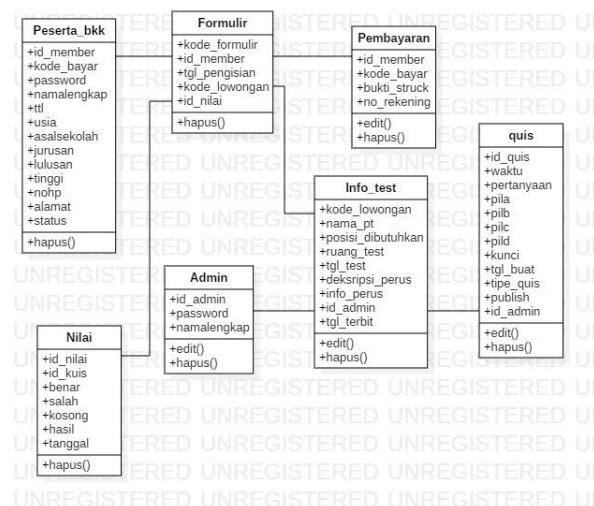 Peserta_bkk
+id_member
+kode_bayar
+password
+namalengkap
+ttl
+usia
+asalsekolah
+jurusan
+lulusan
+tinggi
+nohp
+alamat
+status
+hapus()
Formulir
+kode_formulir
+id_member
+tgl_pengisian
+kode_lowongan
+id_nilai
+hapus()
Pembayaran
+id_member
+kode_bayar
+bukti_struck
+no_rekening
+edit()
+hapus()
quis
+id_quis
+waktu
+pertanyaan
+pila
+pilb
+pilc
+pild
+kunci
+tgl_buat
+tipe_quis
+publish
+id_admin
+edit()
+hapus()
Info_test
+kode_lowongan
+nama_pt
+posisi_dibutuhkan
+ruang_test
+tgl_test
+deksripsi_perus
+info_perus
+id_admin
+tgl_terbit
+edit()
+hapus()
Admin
+id_admin
+password
+namalengkap
+edit()
+hapus()
Nilai
+id_nilai
+id_kuis
+benar
+salah
+kosong
+hasil
+tanggal
+hapus()
UNREGISTERED UNREGISTERED UNREGISTERED U